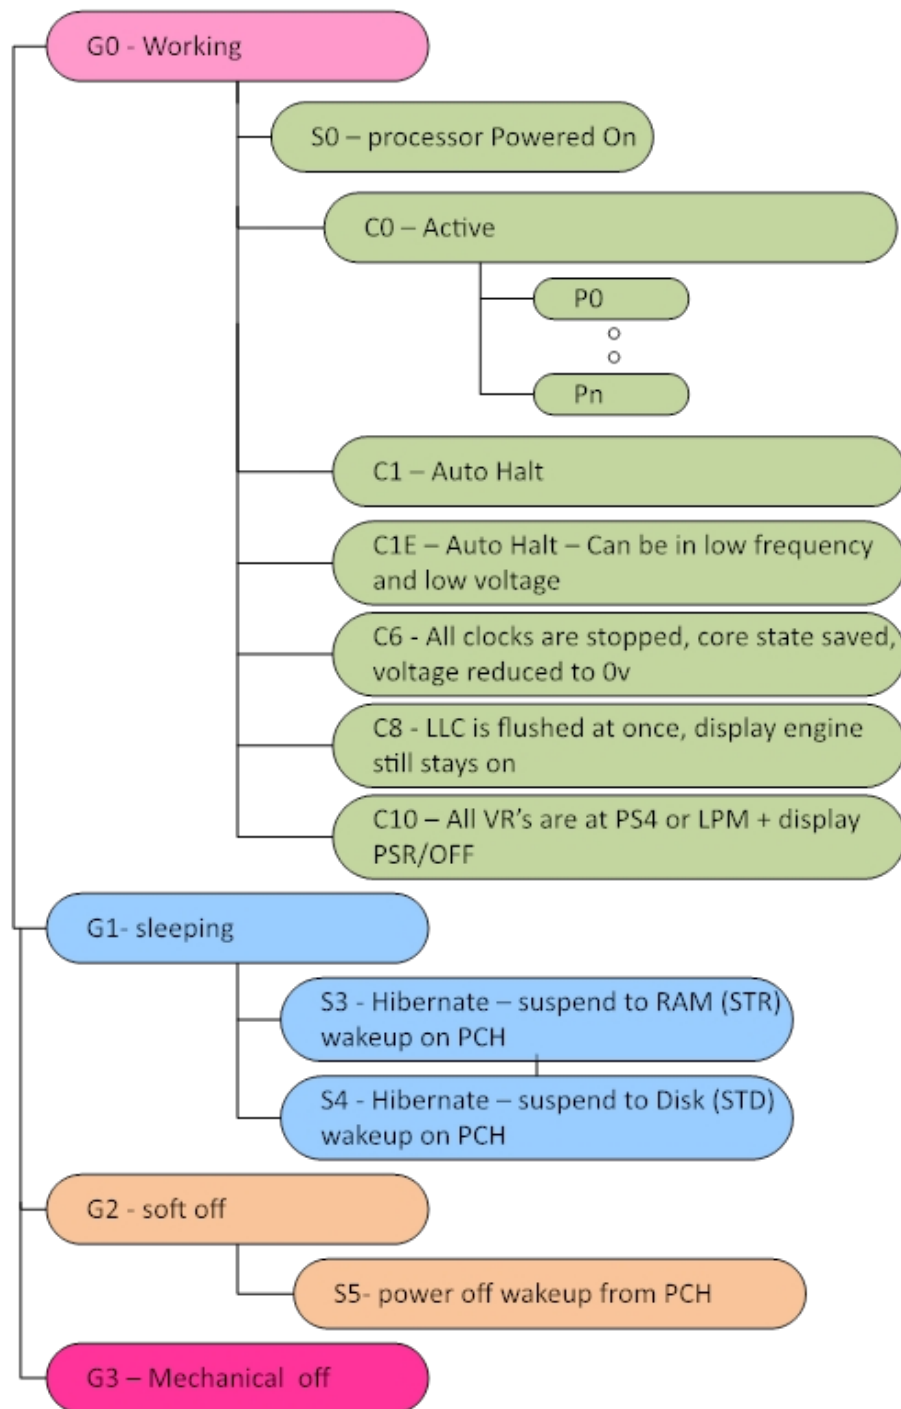 G0 - Working
S0 – processor Powered On
C0 – Active
P0
Pn
C1 – Auto Halt
C1E – Auto Halt – Can be in low frequency
and low voltage
C6 - All clocks are stopped, core state saved,
voltage reduced to 0v
C8 - LLC is flushed at once, display engine
still stays on
C10 – All VR's are at PS4 or LPM + display
PSR/OFF
G1- sleeping
S3 - Hibernate – suspend to RAM (STR)
wakeup on PCH
S4 - Hibernate – suspend to Disk (STD)
wakeup on PCH
G2 - soft off
S5- power off wakeup from PCH
G3 – Mechanical off